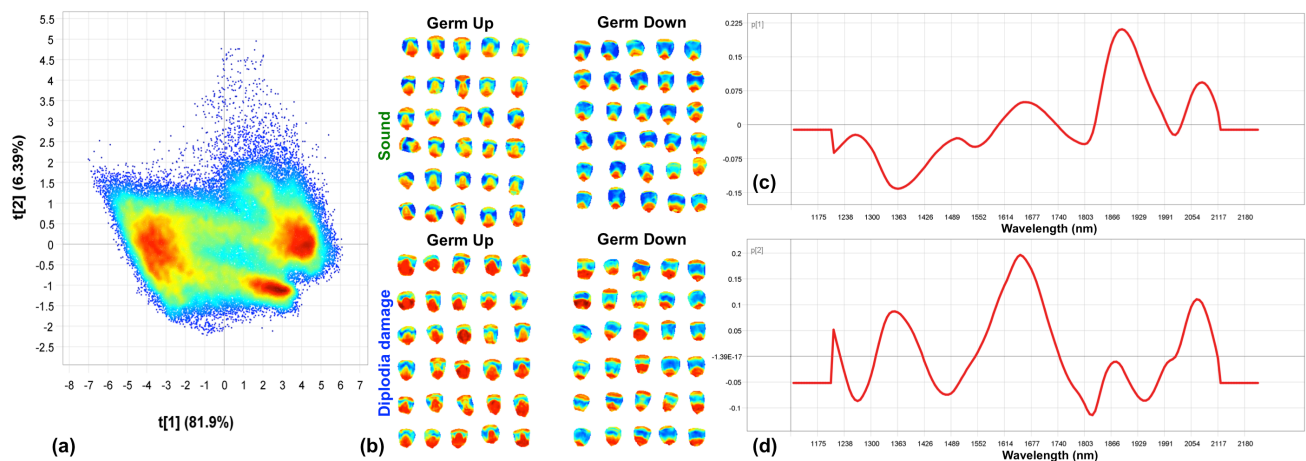 (a)
5.5
5
4.5
4
3.5
3
2.5
2
1.5
1
0.5
0
-0.5
-1
-1.5
-2
-2.5
t[2] (6.39%)
-8 -7 -6 -5 -4 -3 -2 -1 0 1 2 3 4 5 6 7
t[1] (81.9%)
(b)
Germ Up Germ Down
Sound
Germ Up Germ Down
Diplodia damage
(c)
p[1]
0.225
0.15
0.075
0
-0.075
-0.15
1175 1238 1300 1363 1426 1489 1552 1614 1677 1740 1803 1866 1929 1991 2054 2117 2180
Wavelength (nm)
(d)
p[2]
0.2
0.15
0.1
0.05
-1.39E-17
-0.05
-0.1
1175 1238 1300 1363 1426 1489 1552 1614 1677 1740 1803 1866 1929 1991 2054 2117 2180
Wavelength (nm)